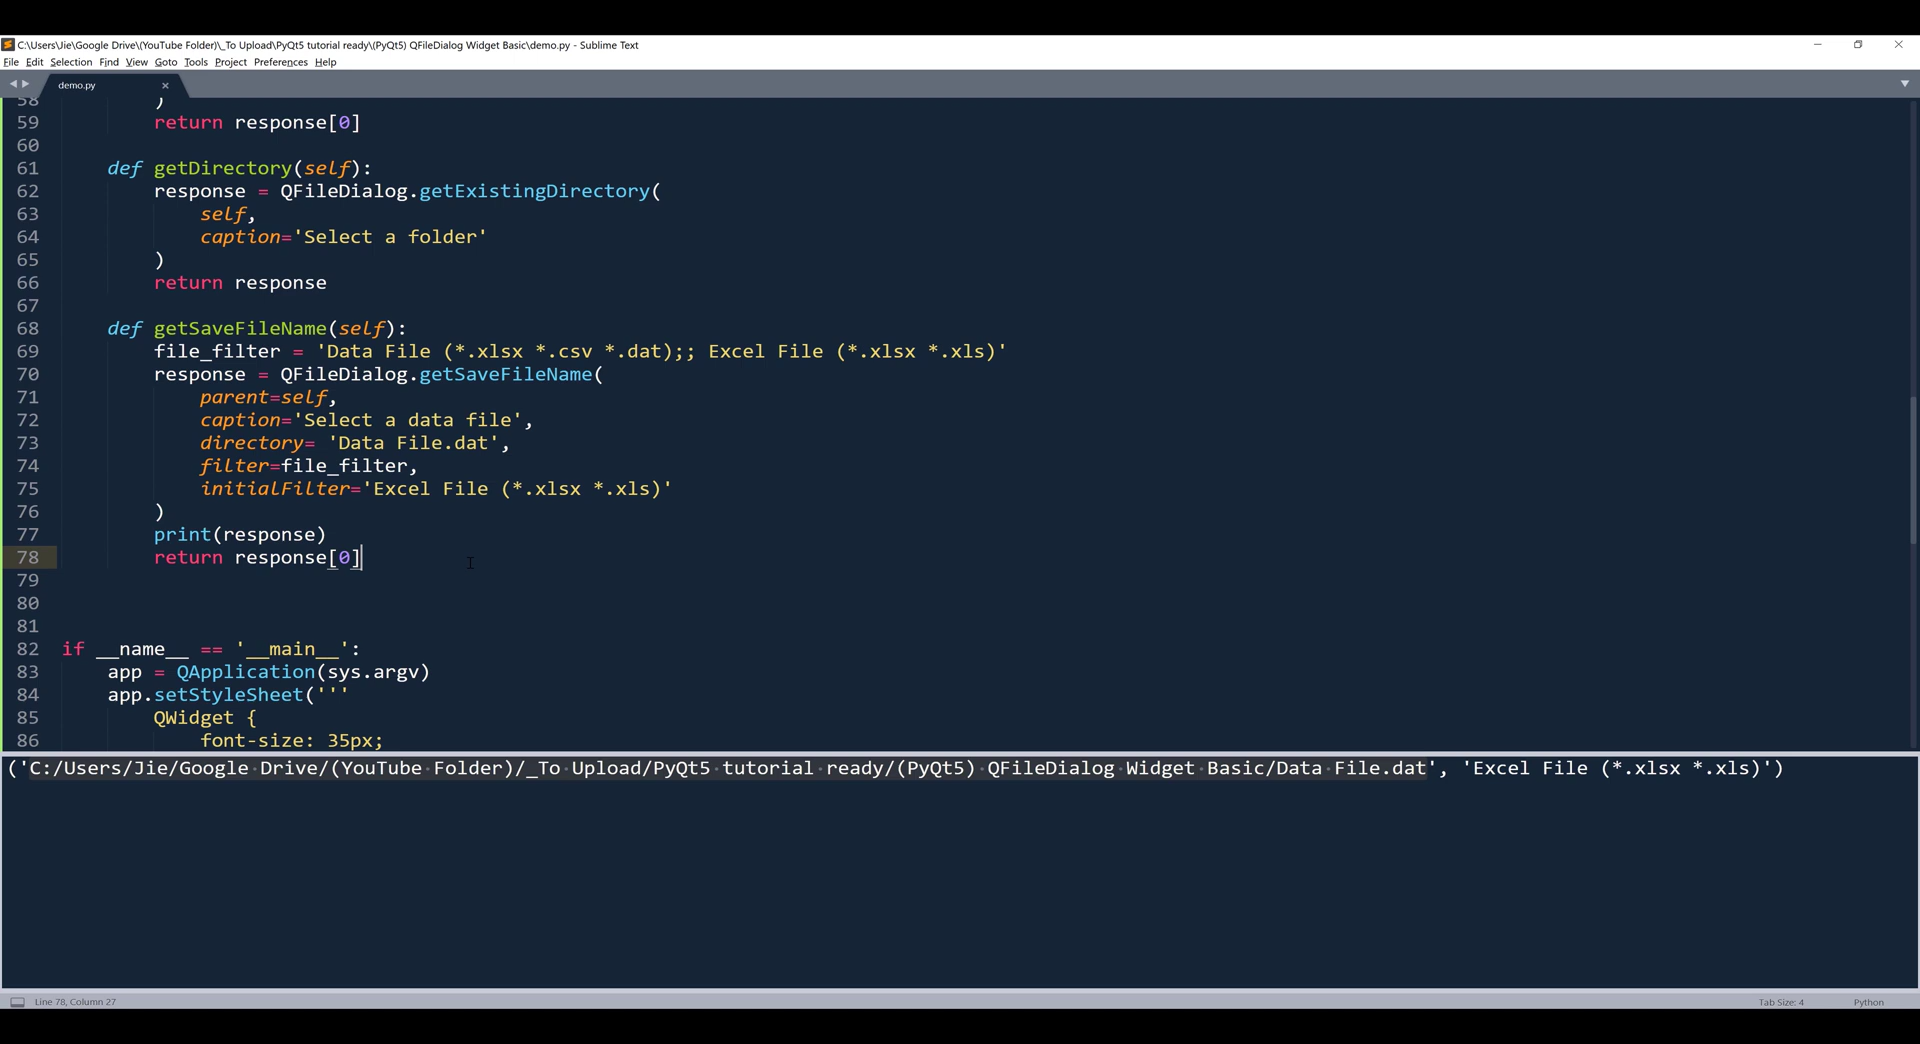 C:\Users\Jie\Google Drive\(YouTube Folder)\_To Upload\PyQt5 tutorial ready\(PyQt5) QFileDialog Widget Basic\demo.py - Sublime Text
File Edit Selection Find View Goto Tools Project Preferences Help
demo.py
58         )
59         return response[0]
60
61     def getDirectory(self):
62         response = QFileDialog.getExistingDirectory(
63             self,
64             caption='Select a folder'
65         )
66         return response
67
68     def getSaveFileName(self):
69         file_filter = 'Data File (*.xlsx *.csv *.dat);; Excel File (*.xlsx *.xls)'
70         response = QFileDialog.getSaveFileName(
71             parent=self,
72             caption='Select a data file',
73             directory= 'Data File.dat',
74             filter=file_filter,
75             initialFilter='Excel File (*.xlsx *.xls)'
76         )
77         print(response)
78         return response[0]
79
80
81
82 if __name__ == '__main__':
83     app = QApplication(sys.argv)
84     app.setStyleSheet('''
85         QWidget {
86             font-size: 35px;
('C:/Users/Jie/Google Drive/(YouTube Folder)/_To Upload/PyQt5 tutorial ready/(PyQt5) QFileDialog Widget Basic/Data File.dat', 'Excel File (*.xlsx *.xls)')
Line 78, Column 27
Tab Size: 4
Python